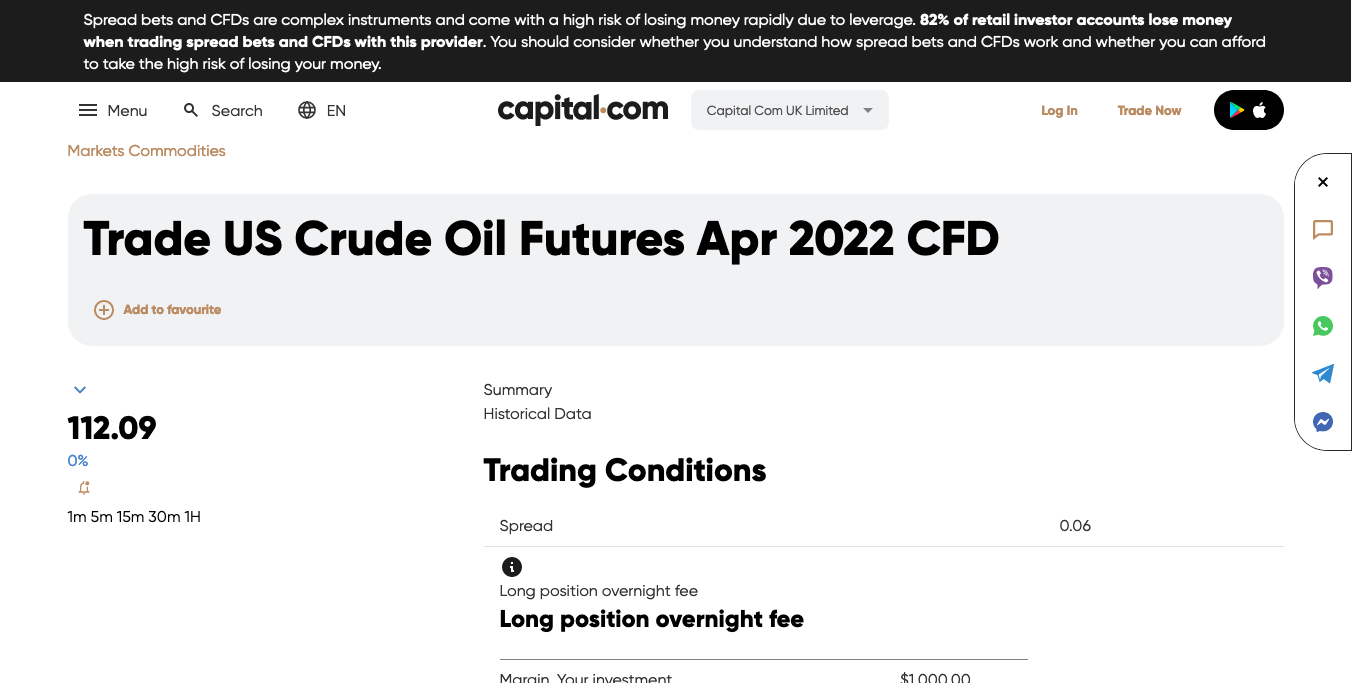 Spread bets and CFDs are complex instruments and come with a high risk of losing money rapidly due to leverage. 82% of retail investor accounts lose money
when trading spread bets and CFDs with this provider. You should consider whether you understand how spread bets and CFDs work and whether you can afford
to take the high risk of losing your money.
Menu Search EN capital.com Capital Com UK Limited Log In Trade Now
Markets Commodities
Trade US Crude Oil Futures Apr 2022 CFD
Add to favourite
112.09
0%
1m 5m 15m 30m 1H
Summary
Historical Data
Trading Conditions
Spread 0.06
Long position overnight fee
Long position overnight fee
Margin. Your investment $1,000.00